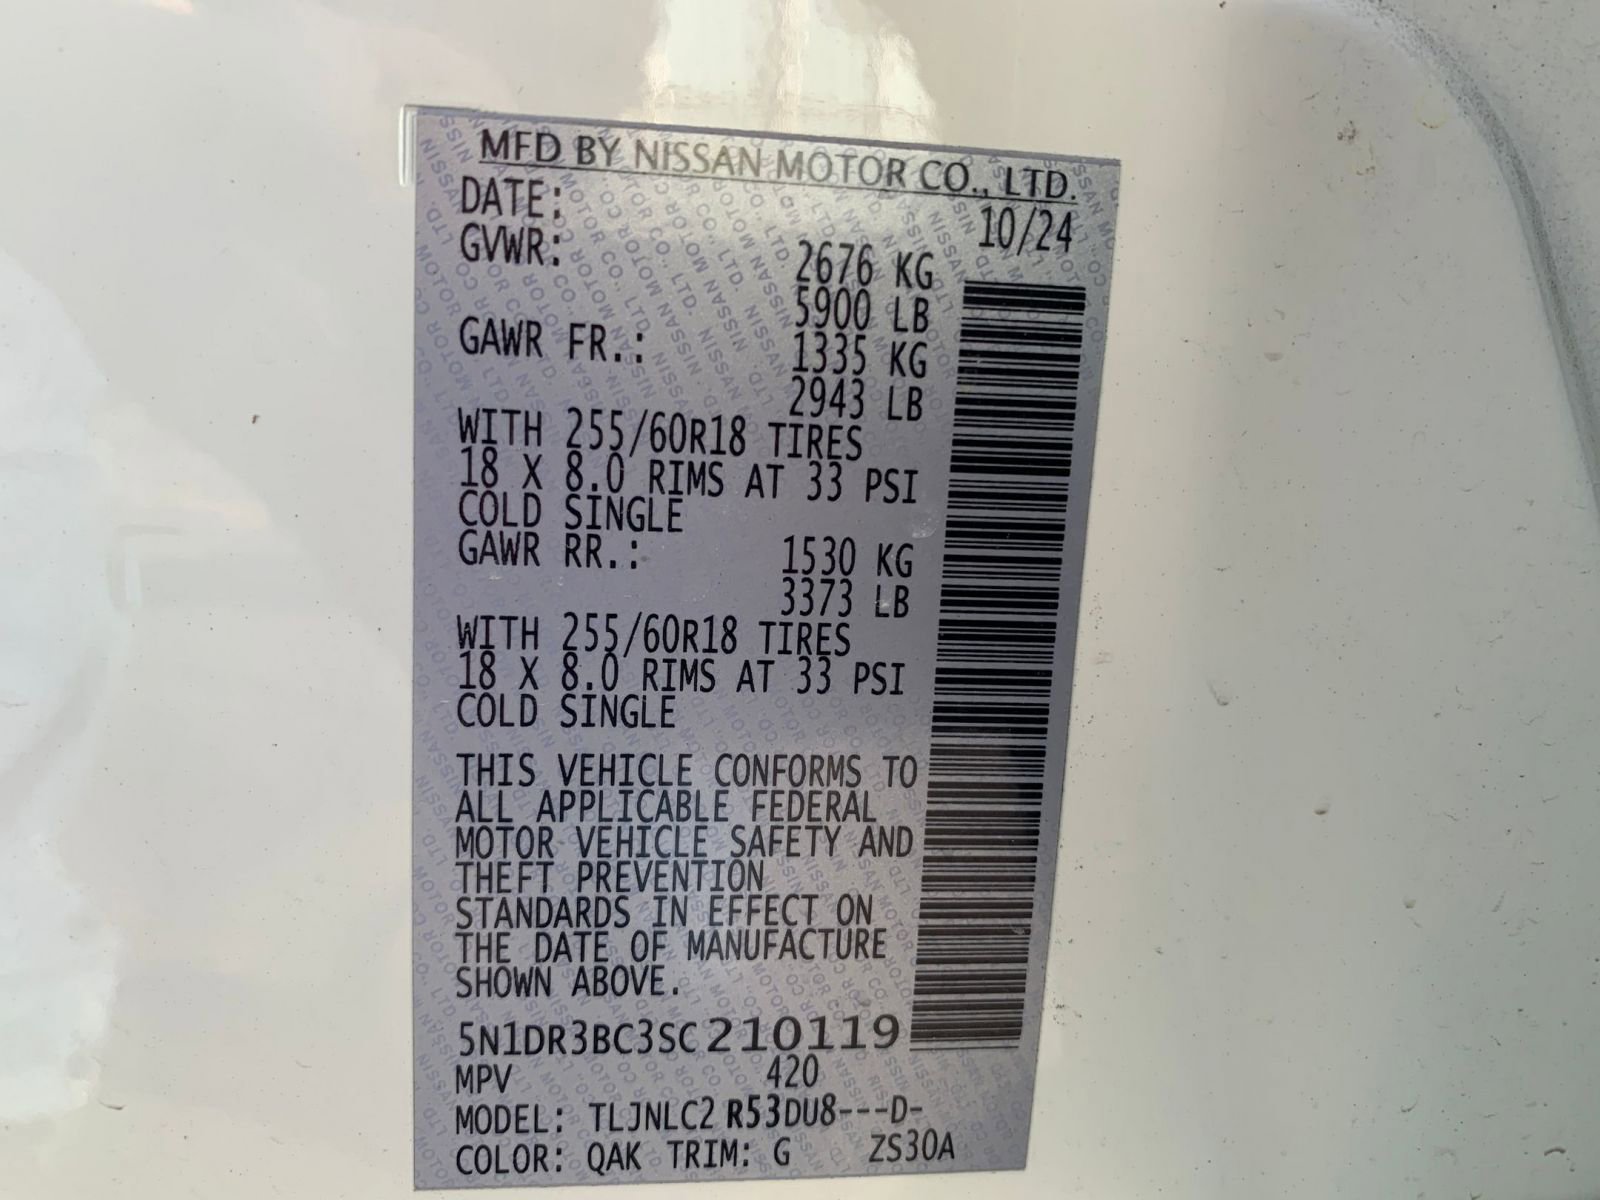 MFD BY NISSAN MOTOR CO., LTD.
DATE: 10/24
GVWR: 2676 KG
5900 LB
GAWR FR.: 1335 KG
2943 LB
WITH 255/60R18 TIRES
18 X 8.0 RIMS AT 33 PSI
COLD SINGLE
GAWR RR.: 1530 KG
3373 LB
WITH 255/60R18 TIRES
18 X 8.0 RIMS AT 33 PSI
COLD SINGLE
THIS VEHICLE CONFORMS TO
ALL APPLICABLE FEDERAL
MOTOR VEHICLE SAFETY AND
THEFT PREVENTION
STANDARDS IN EFFECT ON
THE DATE OF MANUFACTURE
SHOWN ABOVE.
5N1DR3BC3SC210119
MPV 420
MODEL: TLJNLC2 R53DU8---D-
COLOR: QAK TRIM: G ZS30A